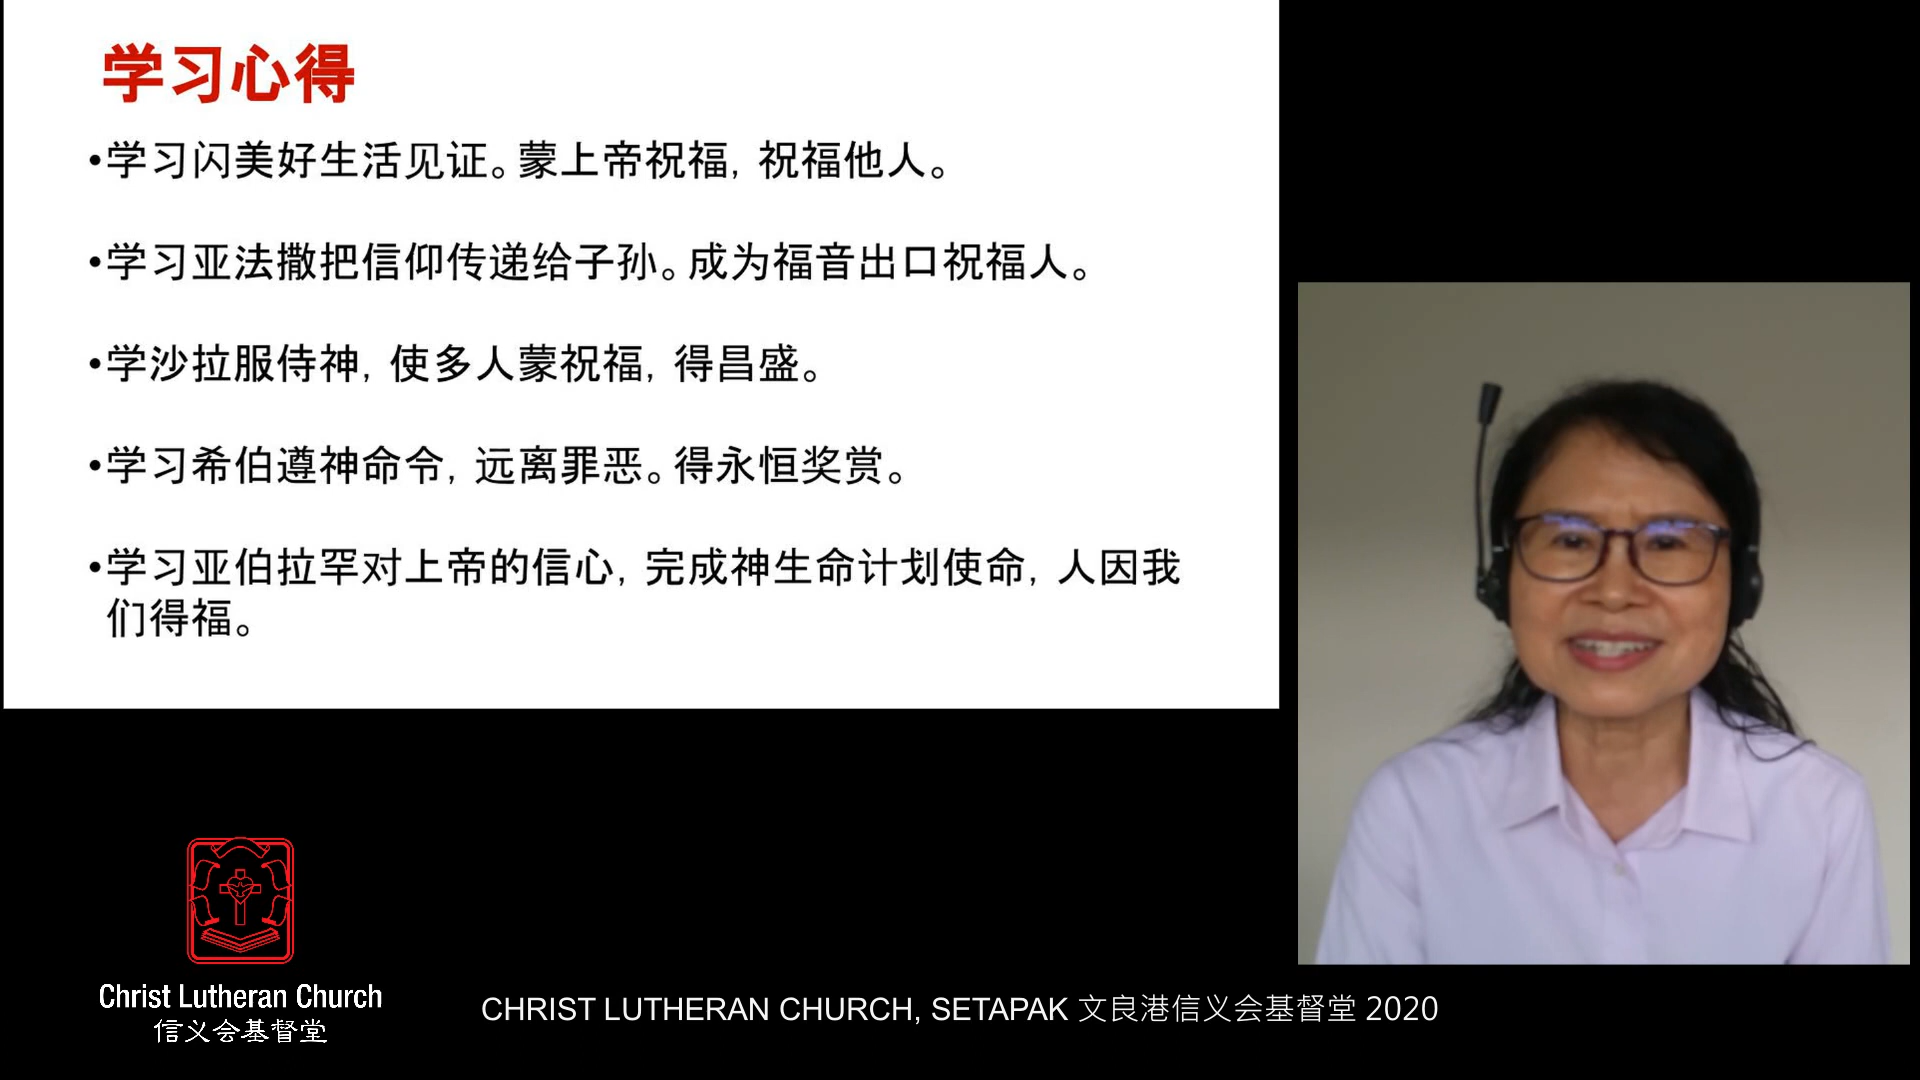 学习心得
•学习闪美好生活见证。蒙上帝祝福，祝福他人。
•学习亚法撒把信仰传递给子孙。成为福音出口祝福人。
•学沙拉服侍神，使多人蒙祝福，得昌盛。
•学习希伯遵神命令，远离罪恶。得永恒奖赏。
•学习亚伯拉罕对上帝的信心，完成神生命计划使命，人因我
们得福。
Christ Lutheran Church
信义会基督堂
CHRIST LUTHERAN CHURCH, SETAPAK 文良港信义会基督堂 2020